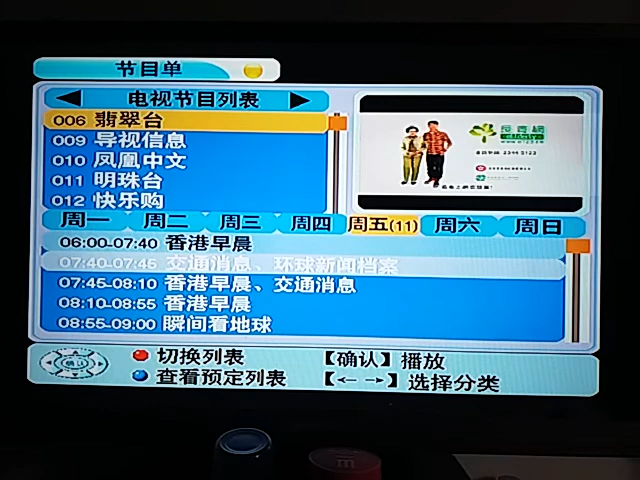 节目单
电视节目列表
006 翡翠台
009 导视信息
010 凤凰中文
011 明珠台
012 快乐购
周一 周二 周三 周四 周五(11) 周六 周日
06:00-07:40 香港早晨
07:40-07:45 交通消息、环球新闻档案
07:45-08:10 香港早晨、交通消息
08:10-08:55 香港早晨
08:55-09:00 瞬间看地球
确认
切换列表 【确认】播放
查看预定列表 【←- -→】选择分类
m